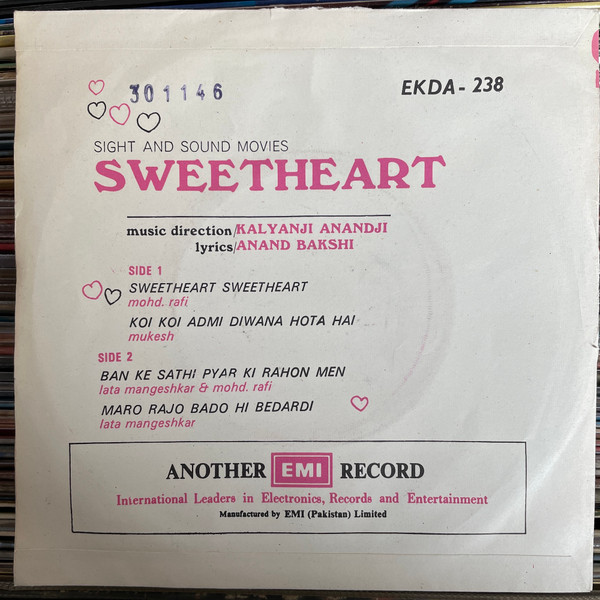 301146
EKDA - 238
SIGHT AND SOUND MOVIES
SWEETHEART
music direction/KALYANJI ANANDJI
lyrics/ANAND BAKSHI
SIDE 1
SWEETHEART SWEETHEART
mohd. rafi
KOI KOI ADMI DIWANA HOTA HAI
mukesh
SIDE 2
BAN KE SATHI PYAR KI RAHON MEN
lata mangeshkar & mohd. rafi
MARO RAJO BADO HI BEDARDI
lata mangeshkar
ANOTHER EMI RECORD
International Leaders in Electronics, Records and Entertainment
Manufactured by EMI (Pakistan) Limited